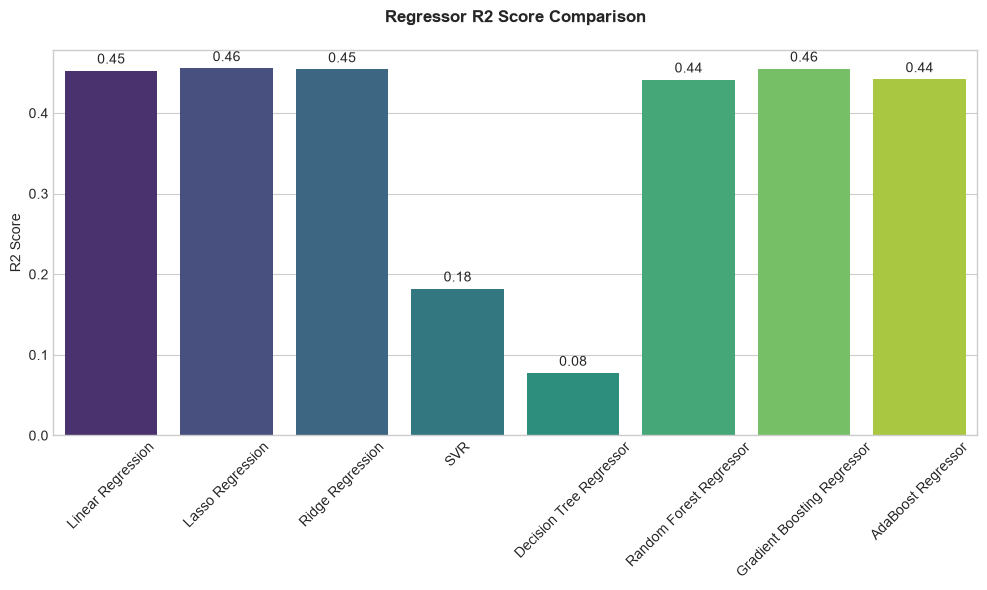 Regressor R2 Score Comparison
R2 Score
0.4
0.3
0.2
0.1
0.0
0.45
0.46
0.45
0.18
0.08
0.44
0.46
0.44
Linear Regression
Lasso Regression
Ridge Regression
SVR
Decision Tree Regressor
Random Forest Regressor
Gradient Boosting Regressor
AdaBoost Regressor